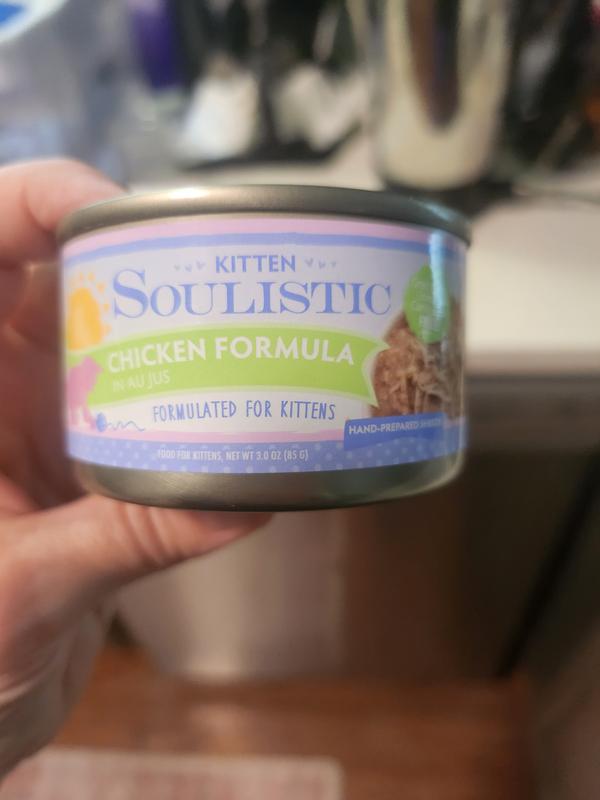 KITTEN
SOULISTIC
CHICKEN FORMULA
IN AU JUS
FORMULATED FOR KITTENS
HAND-PREPARED
FOOD FOR KITTENS, NET WT 3.0 OZ (85 G)